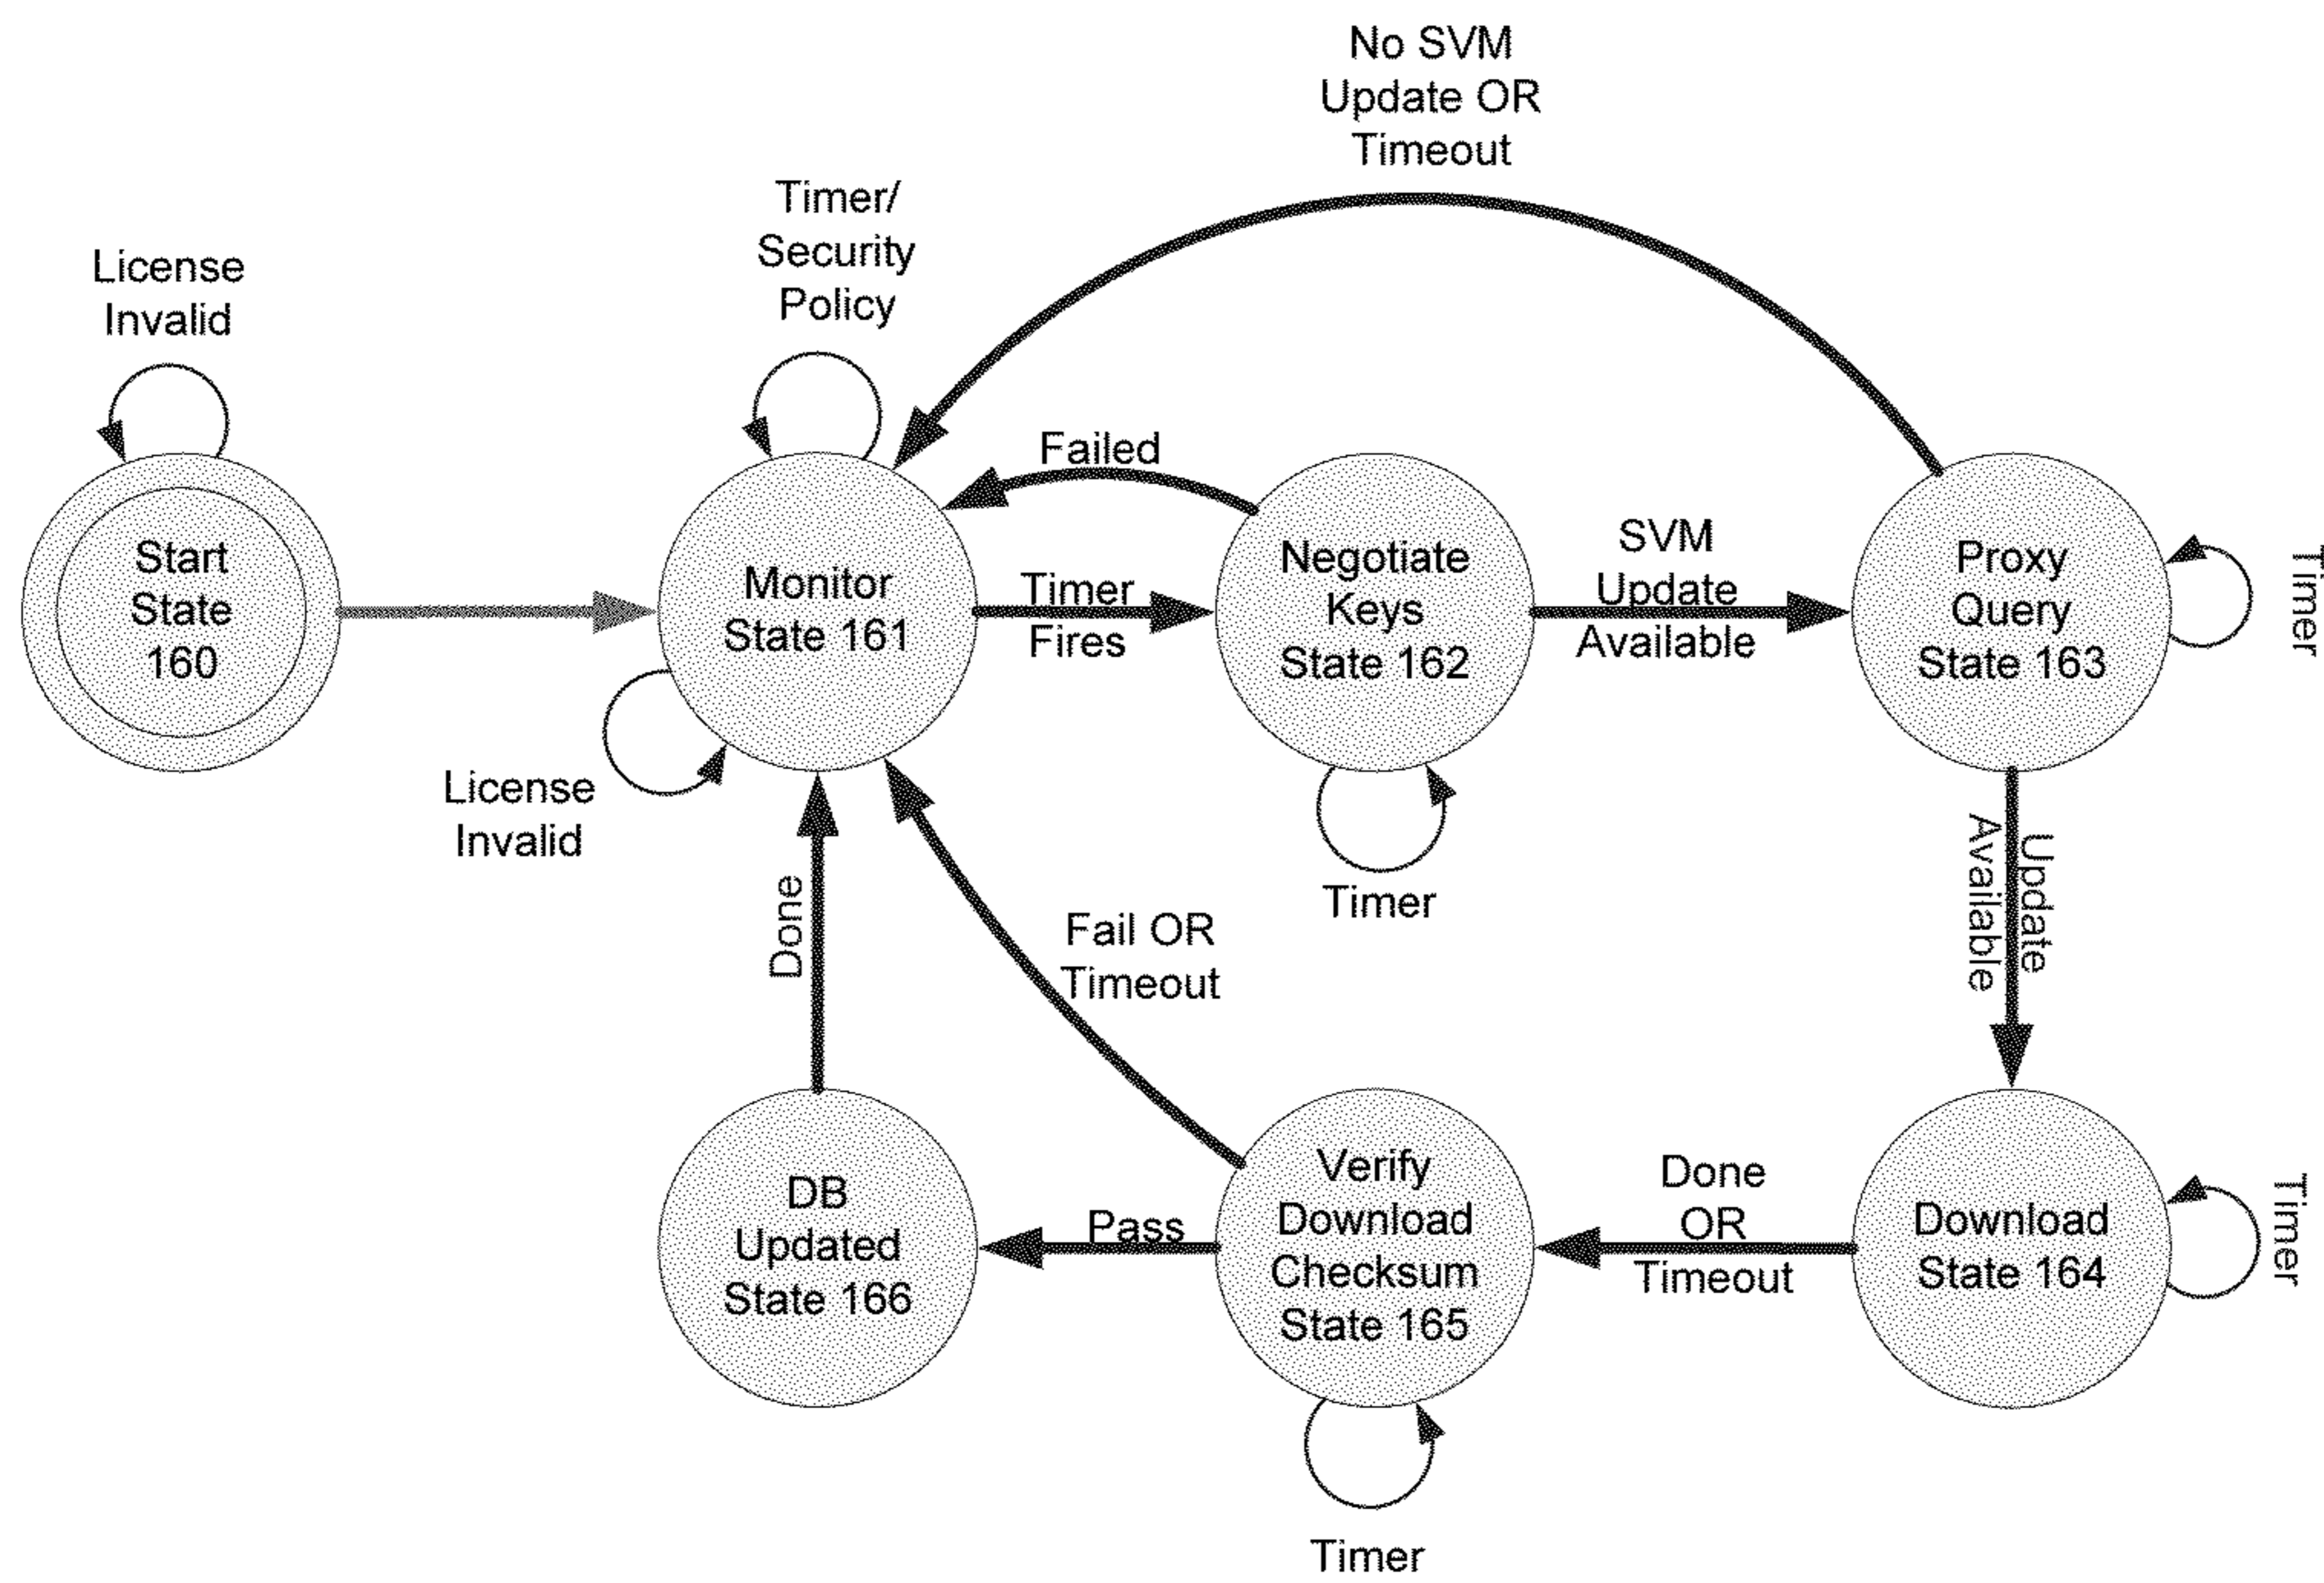 No SVM
Update OR
Timeout
Timer/
Security
Policy
License
Invalid
Failed
Start
State
160
Monitor
State 161
Timer
Fires
Negotiate
Keys
State 162
SVM
Update
Available
Proxy
Query
State 163
Timer
License
Invalid
Timer
Update
Available
Done
Fail OR
Timeout
DB
Updated
State 166
Pass
Verify
Download
Checksum
State 165
Done
OR
Timeout
Download
State 164
Timer
Timer